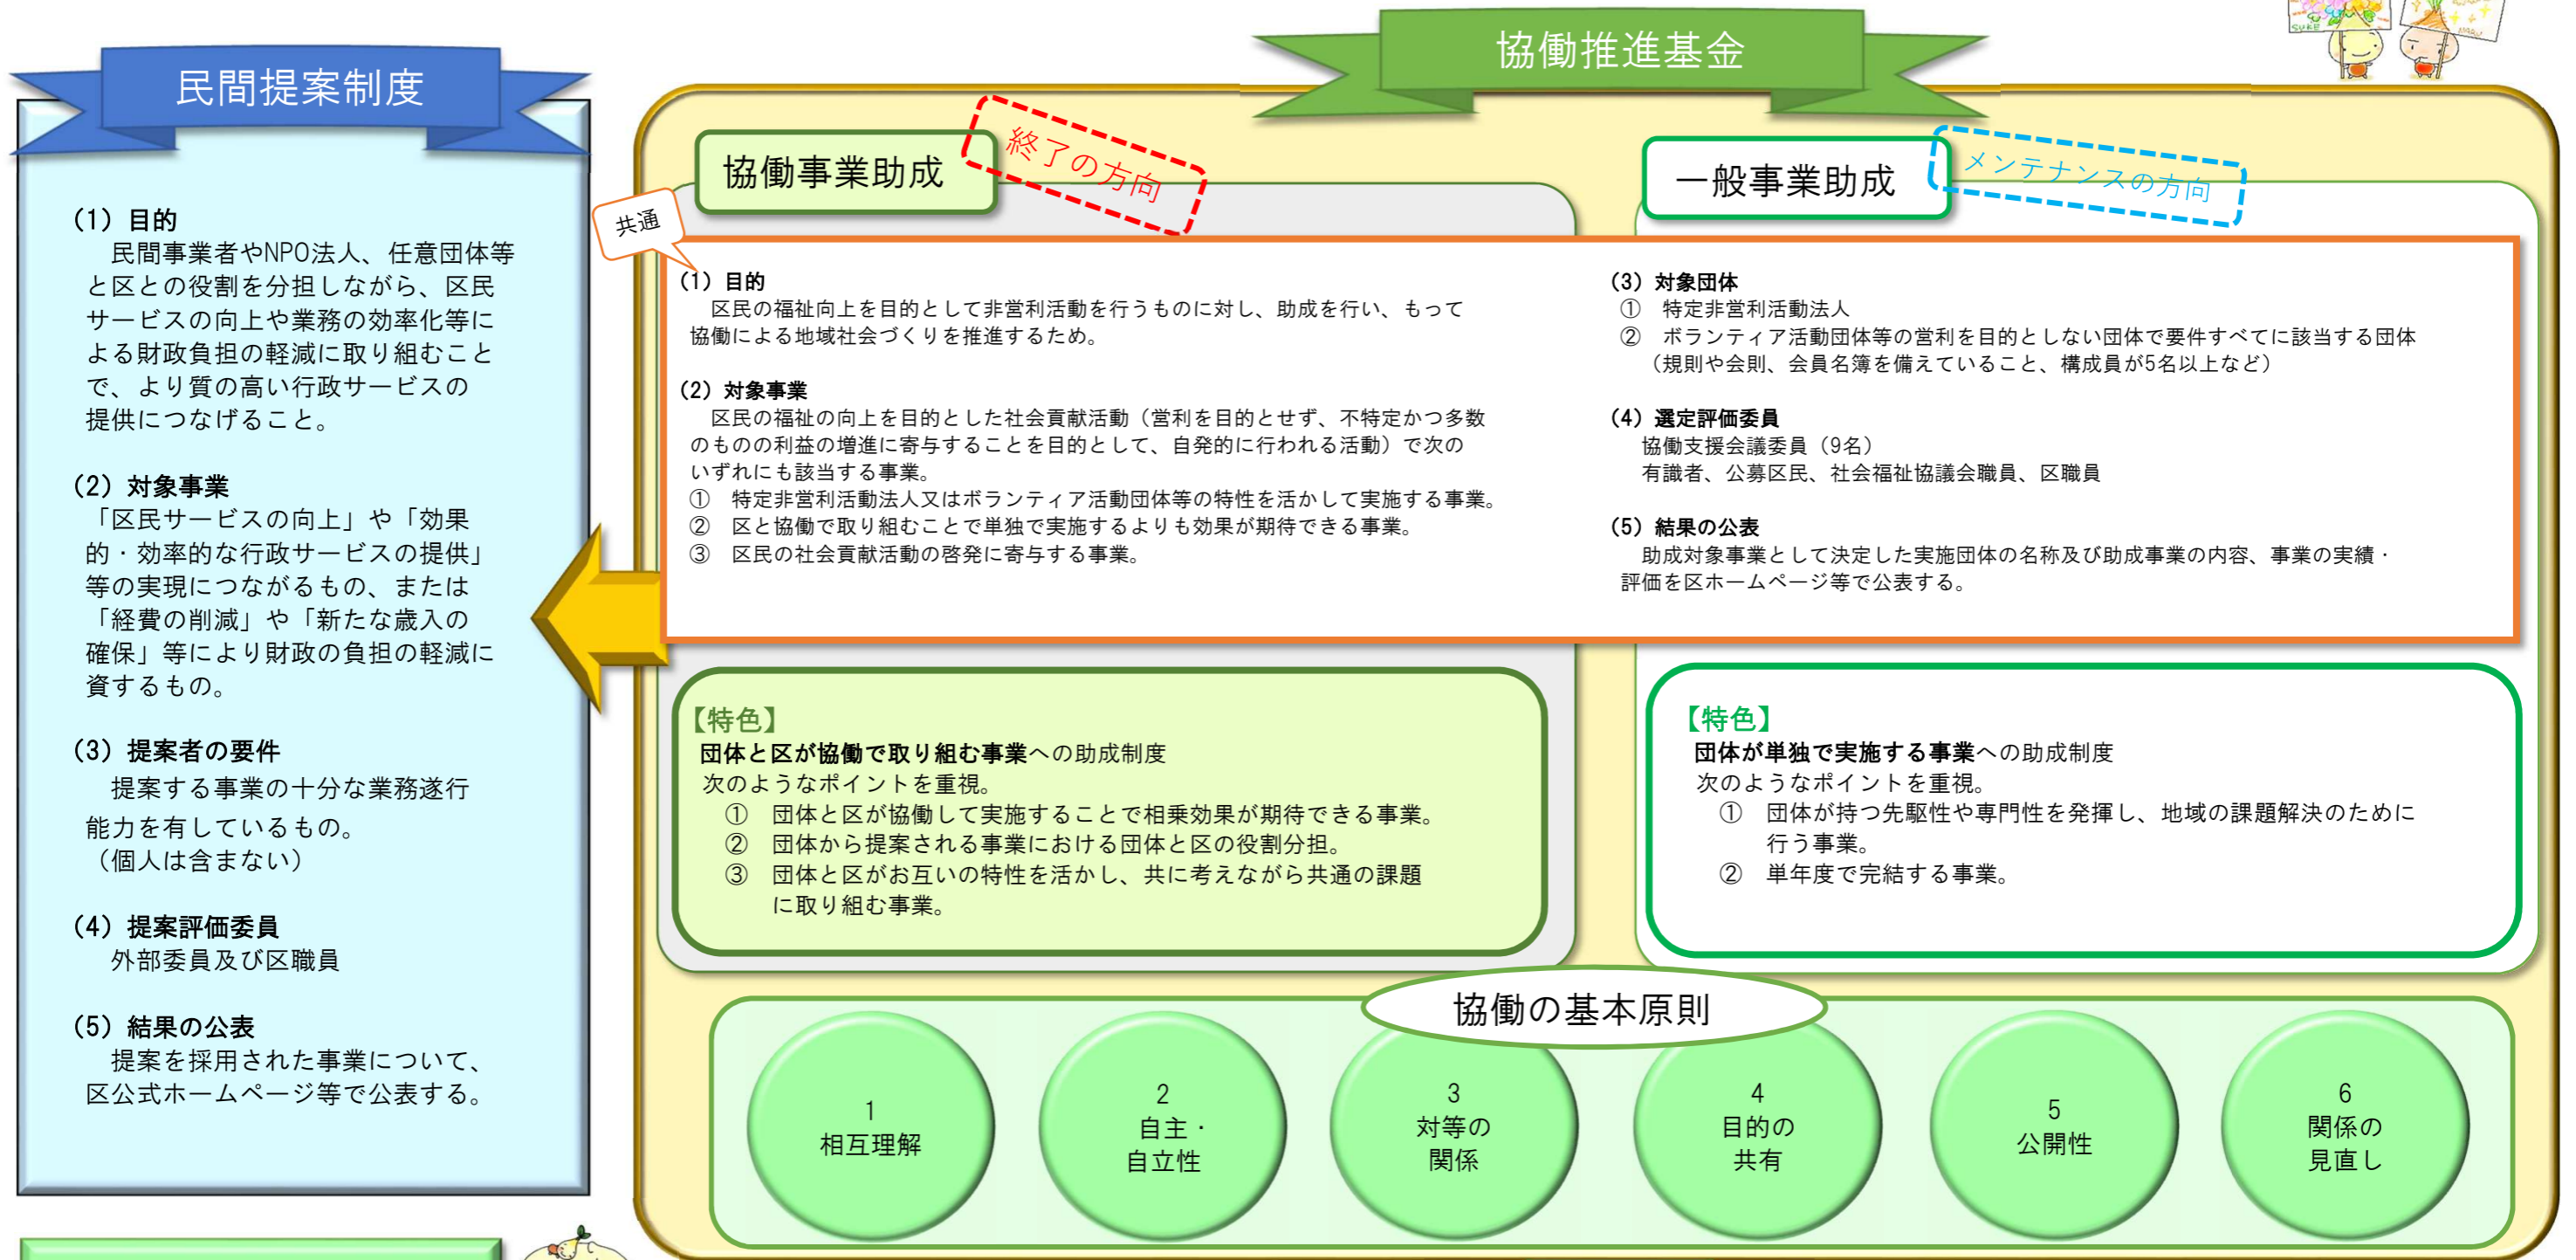 民間提案制度
(1) 目的
民間事業者やNPO法人、任意団体等
と区との役割を分担しながら、区民
サービスの向上や業務の効率化等に
よる財政負担の軽減に取り組むこと
で、より質の高い行政サービスの
提供につなげること。
(2) 対象事業
「区民サービスの向上」や「効果
的・効率的な行政サービスの提供」
等の実現につながるもの、または
「経費の削減」や「新たな歳入の
確保」等により財政の負担の軽減に
資するもの。
(3) 提案者の要件
提案する事業の十分な業務遂行
能力を有しているもの。
（個人は含まない）
(4) 提案評価委員
外部委員及び区職員
(5) 結果の公表
提案を採用された事業について、
区公式ホームページ等で公表する。
協働推進基金
協働事業助成
終了の方向
一般事業助成
メンテナンスの方向
共通
(1) 目的
区民の福祉向上を目的として非営利活動を行うものに対し、助成を行い、もって
協働による地域社会づくりを推進するため。
(2) 対象事業
区民の福祉の向上を目的とした社会貢献活動（営利を目的とせず、不特定かつ多数
のものの利益の増進に寄与することを目的として、自発的に行われる活動）で次の
いずれにも該当する事業。
① 特定非営利活動法人又はボランティア活動団体等の特性を活かして実施する事業。
② 区と協働で取り組むことで単独で実施するよりも効果が期待できる事業。
③ 区民の社会貢献活動の啓発に寄与する事業。
(3) 対象団体
① 特定非営利活動法人
② ボランティア活動団体等の営利を目的としない団体で要件すべてに該当する団体
（規則や会則、会員名簿を備えていること、構成員が5名以上など）
(4) 選定評価委員
協働支援会議委員（9名）
有識者、公募区民、社会福祉協議会職員、区職員
(5) 結果の公表
助成対象事業として決定した実施団体の名称及び助成事業の内容、事業の実績・
評価を区ホームページ等で公表する。
【特色】
団体と区が協働で取り組む事業への助成制度
次のようなポイントを重視。
① 団体と区が協働して実施することで相乗効果が期待できる事業。
② 団体から提案される事業における団体と区の役割分担。
③ 団体と区がお互いの特性を活かし、共に考えながら共通の課題
に取り組む事業。
【特色】
団体が単独で実施する事業への助成制度
次のようなポイントを重視。
① 団体が持つ先駆性や専門性を発揮し、地域の課題解決のために
行う事業。
② 単年度で完結する事業。
協働の基本原則
1
相互理解
2
自主・
自立性
3
対等の
関係
4
目的の
共有
5
公開性
6
関係の
見直し